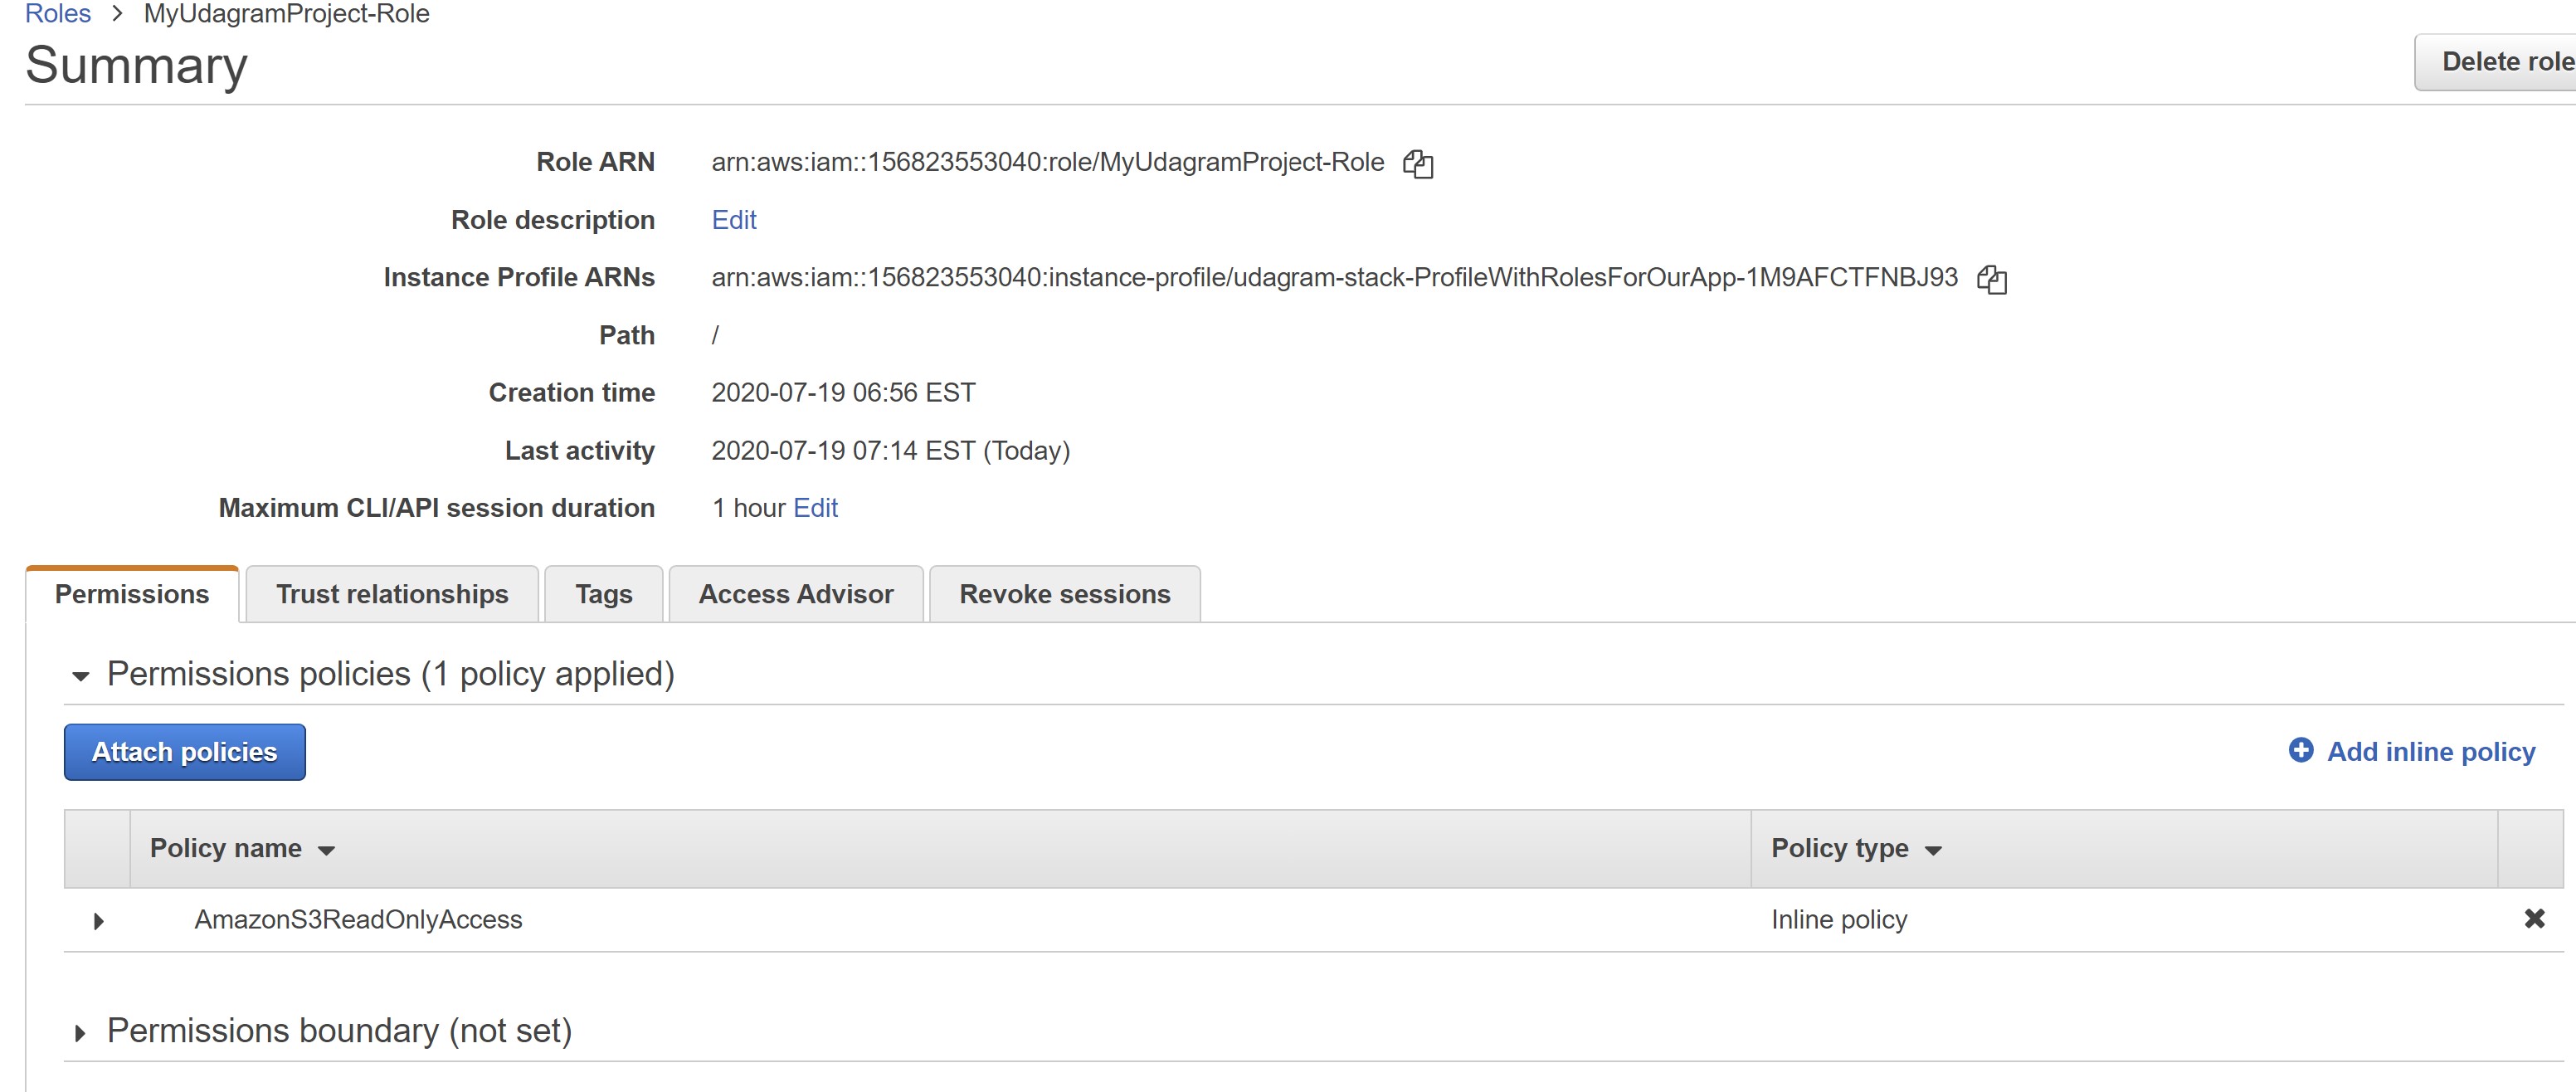 Roles > MyUdagramProject-Role
Summary
Delete role
Role ARN arn:aws:iam::156823553040:role/MyUdagramProject-Role
Role description Edit
Instance Profile ARNs arn:aws:iam::156823553040:instance-profile/udagram-stack-ProfileWithRolesForOurApp-1M9AFCTFNBJ93
Path /
Creation time 2020-07-19 06:56 EST
Last activity 2020-07-19 07:14 EST (Today)
Maximum CLI/API session duration 1 hour Edit
Permissions Trust relationships Tags Access Advisor Revoke sessions
Permissions policies (1 policy applied)
Attach policies Add inline policy
Policy name Policy type
AmazonS3ReadOnlyAccess Inline policy
Permissions boundary (not set)